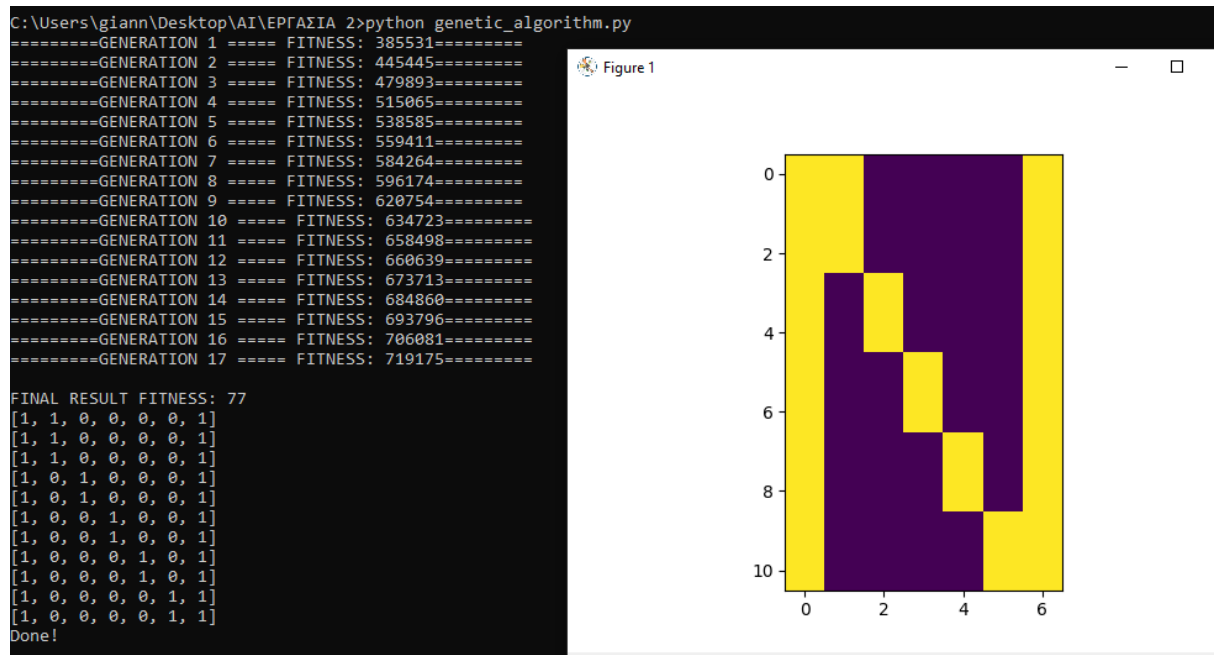 C:\Users\giann\Desktop\AI\ΕΡΓΑΣΙΑ 2>python genetic_algorithm.py
=========GENERATION 1 ===== FITNESS: 385531=========
=========GENERATION 2 ===== FITNESS: 445445=========
=========GENERATION 3 ===== FITNESS: 479893=========
=========GENERATION 4 ===== FITNESS: 515065=========
=========GENERATION 5 ===== FITNESS: 538585=========
=========GENERATION 6 ===== FITNESS: 559411=========
=========GENERATION 7 ===== FITNESS: 584264=========
=========GENERATION 8 ===== FITNESS: 596174=========
=========GENERATION 9 ===== FITNESS: 620754=========
=========GENERATION 10 ===== FITNESS: 634723=========
=========GENERATION 11 ===== FITNESS: 658498=========
=========GENERATION 12 ===== FITNESS: 660639=========
=========GENERATION 13 ===== FITNESS: 673713=========
=========GENERATION 14 ===== FITNESS: 684860=========
=========GENERATION 15 ===== FITNESS: 693796=========
=========GENERATION 16 ===== FITNESS: 706081=========
=========GENERATION 17 ===== FITNESS: 719175=========
FINAL RESULT FITNESS: 77
[1, 1, 0, 0, 0, 0, 1]
[1, 1, 0, 0, 0, 0, 1]
[1, 1, 0, 0, 0, 0, 1]
[1, 0, 1, 0, 0, 0, 1]
[1, 0, 1, 0, 0, 0, 1]
[1, 0, 0, 1, 0, 0, 1]
[1, 0, 0, 1, 0, 0, 1]
[1, 0, 0, 0, 1, 0, 1]
[1, 0, 0, 0, 1, 0, 1]
[1, 0, 0, 0, 0, 1, 1]
[1, 0, 0, 0, 0, 1, 1]
Done!
Figure 1
0
2
4
6
8
10
0 2 4 6